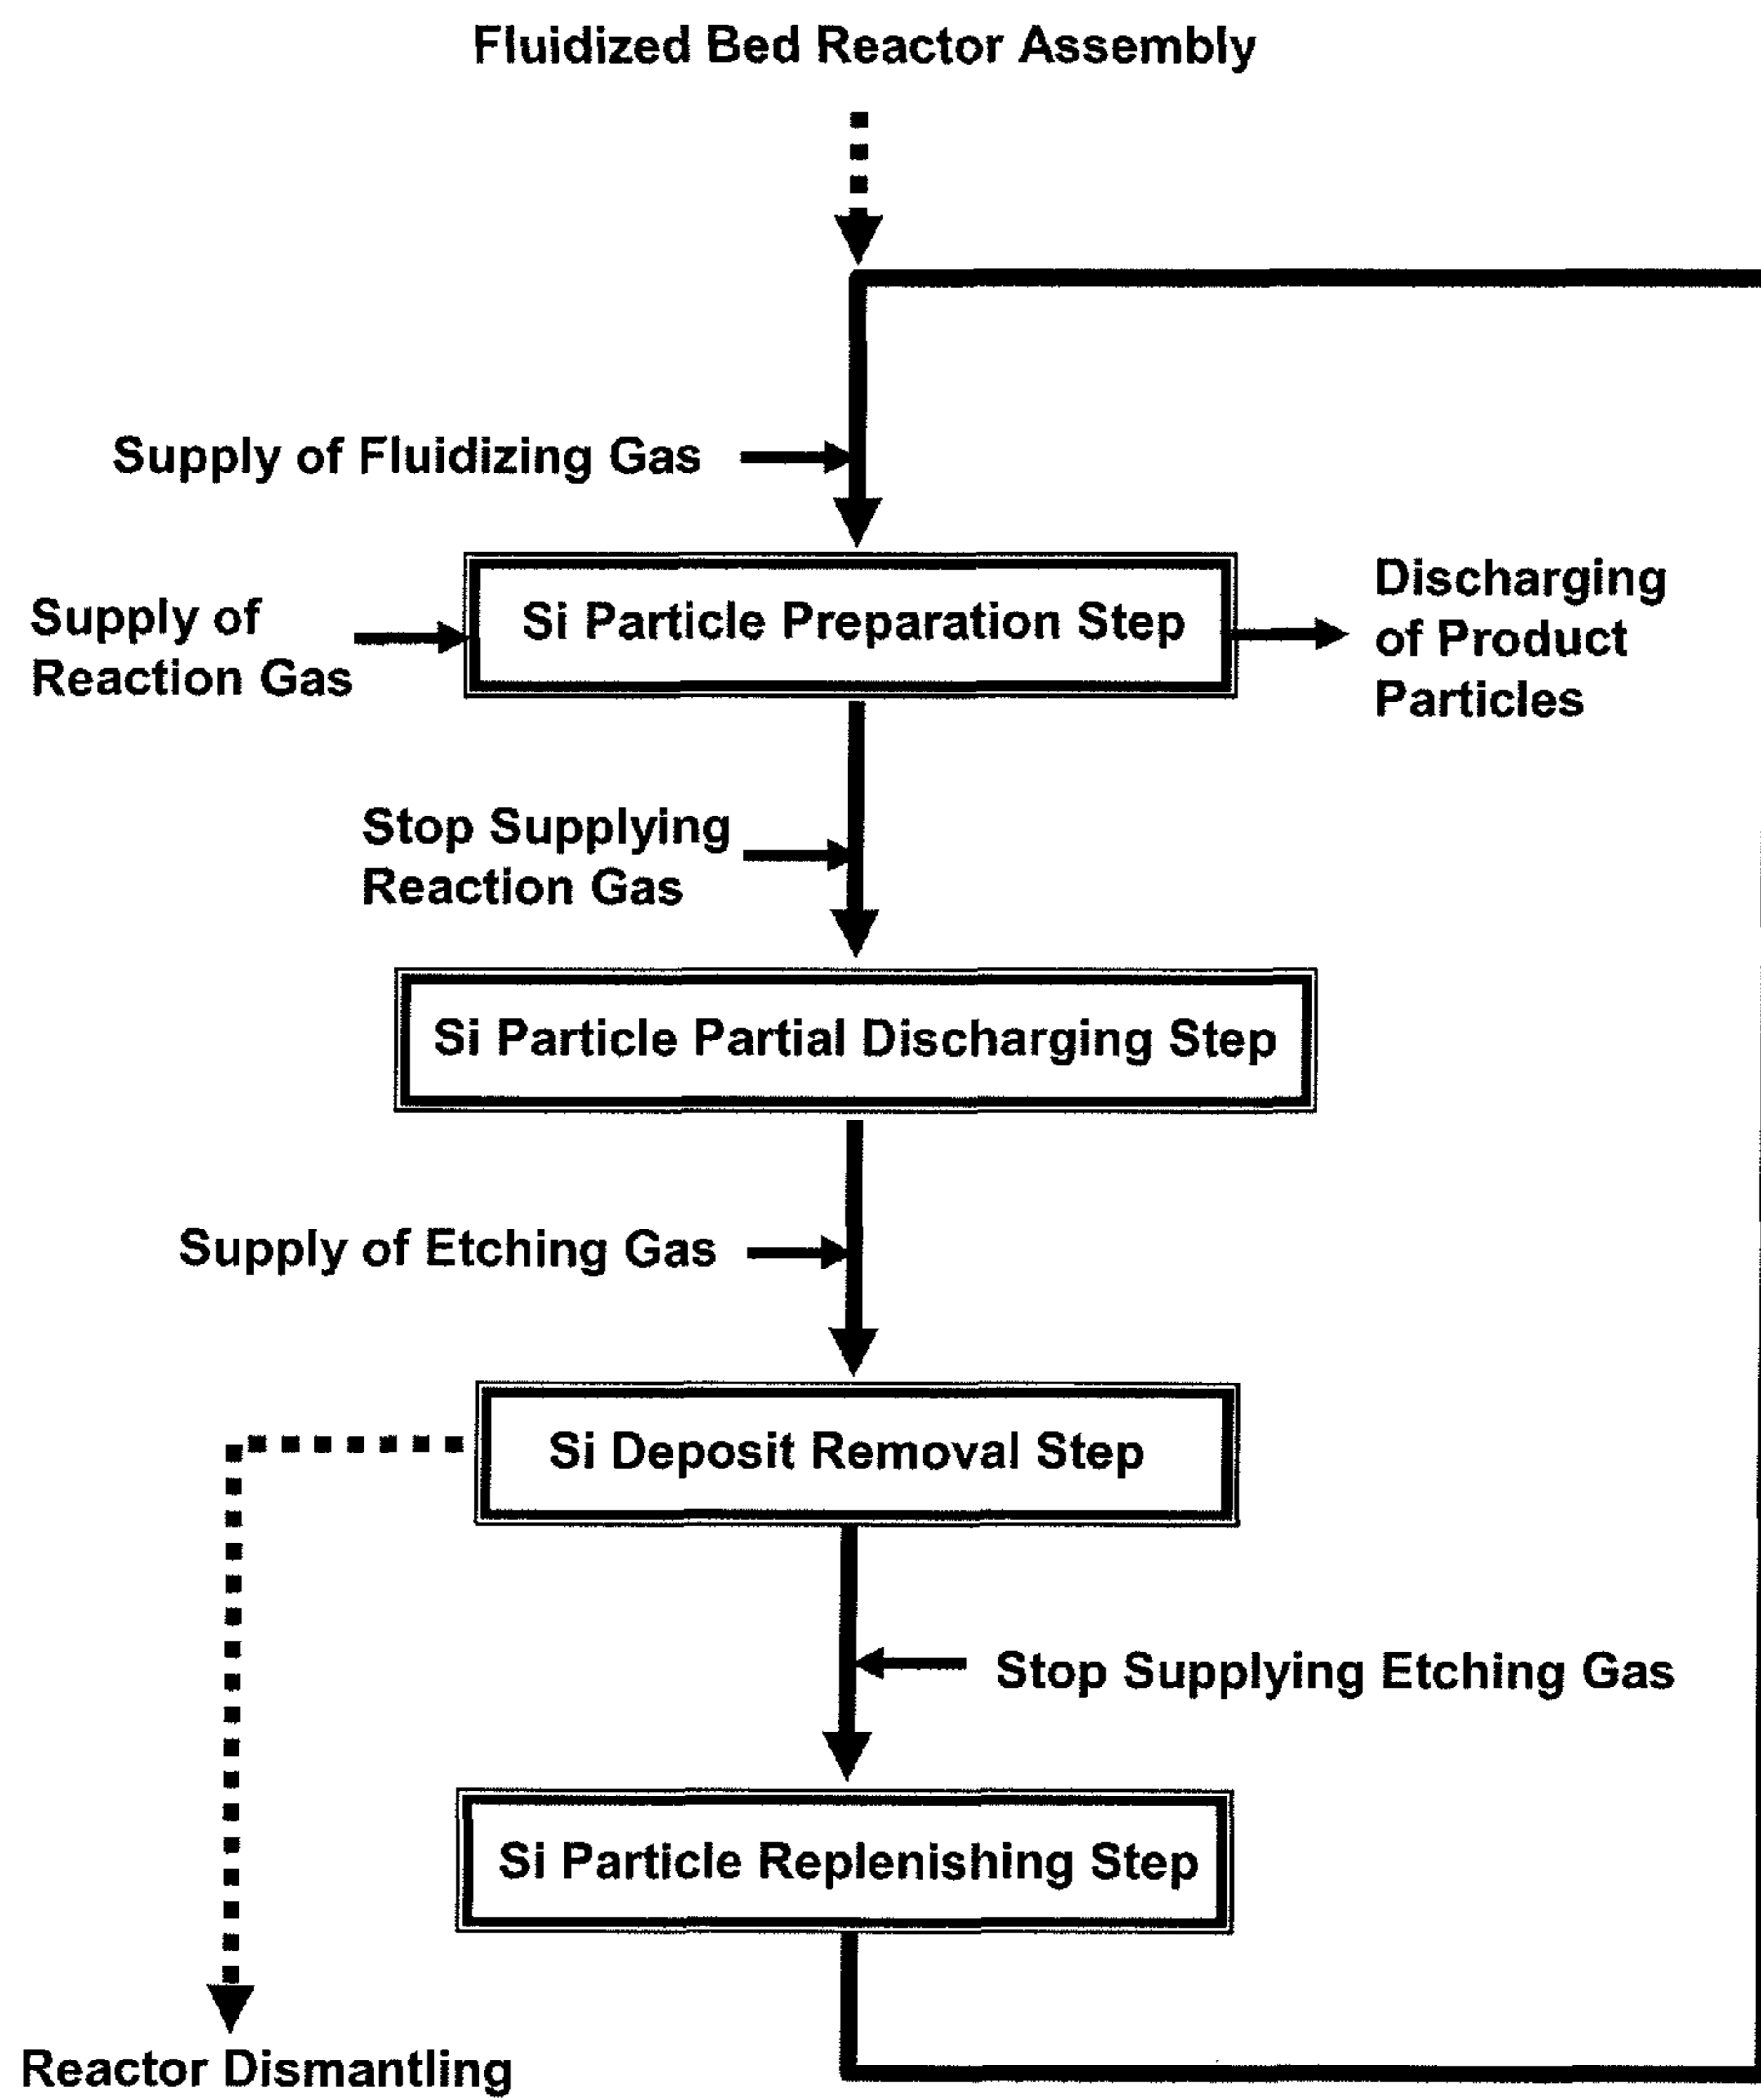 Fluidized Bed Reactor Assembly
Supply of Fluidizing Gas
Supply of
Reaction Gas
Si Particle Preparation Step
Discharging
of Product
Particles
Stop Supplying
Reaction Gas
Si Particle Partial Discharging Step
Supply of Etching Gas
Si Deposit Removal Step
Stop Supplying Etching Gas
Si Particle Replenishing Step
Reactor Dismantling